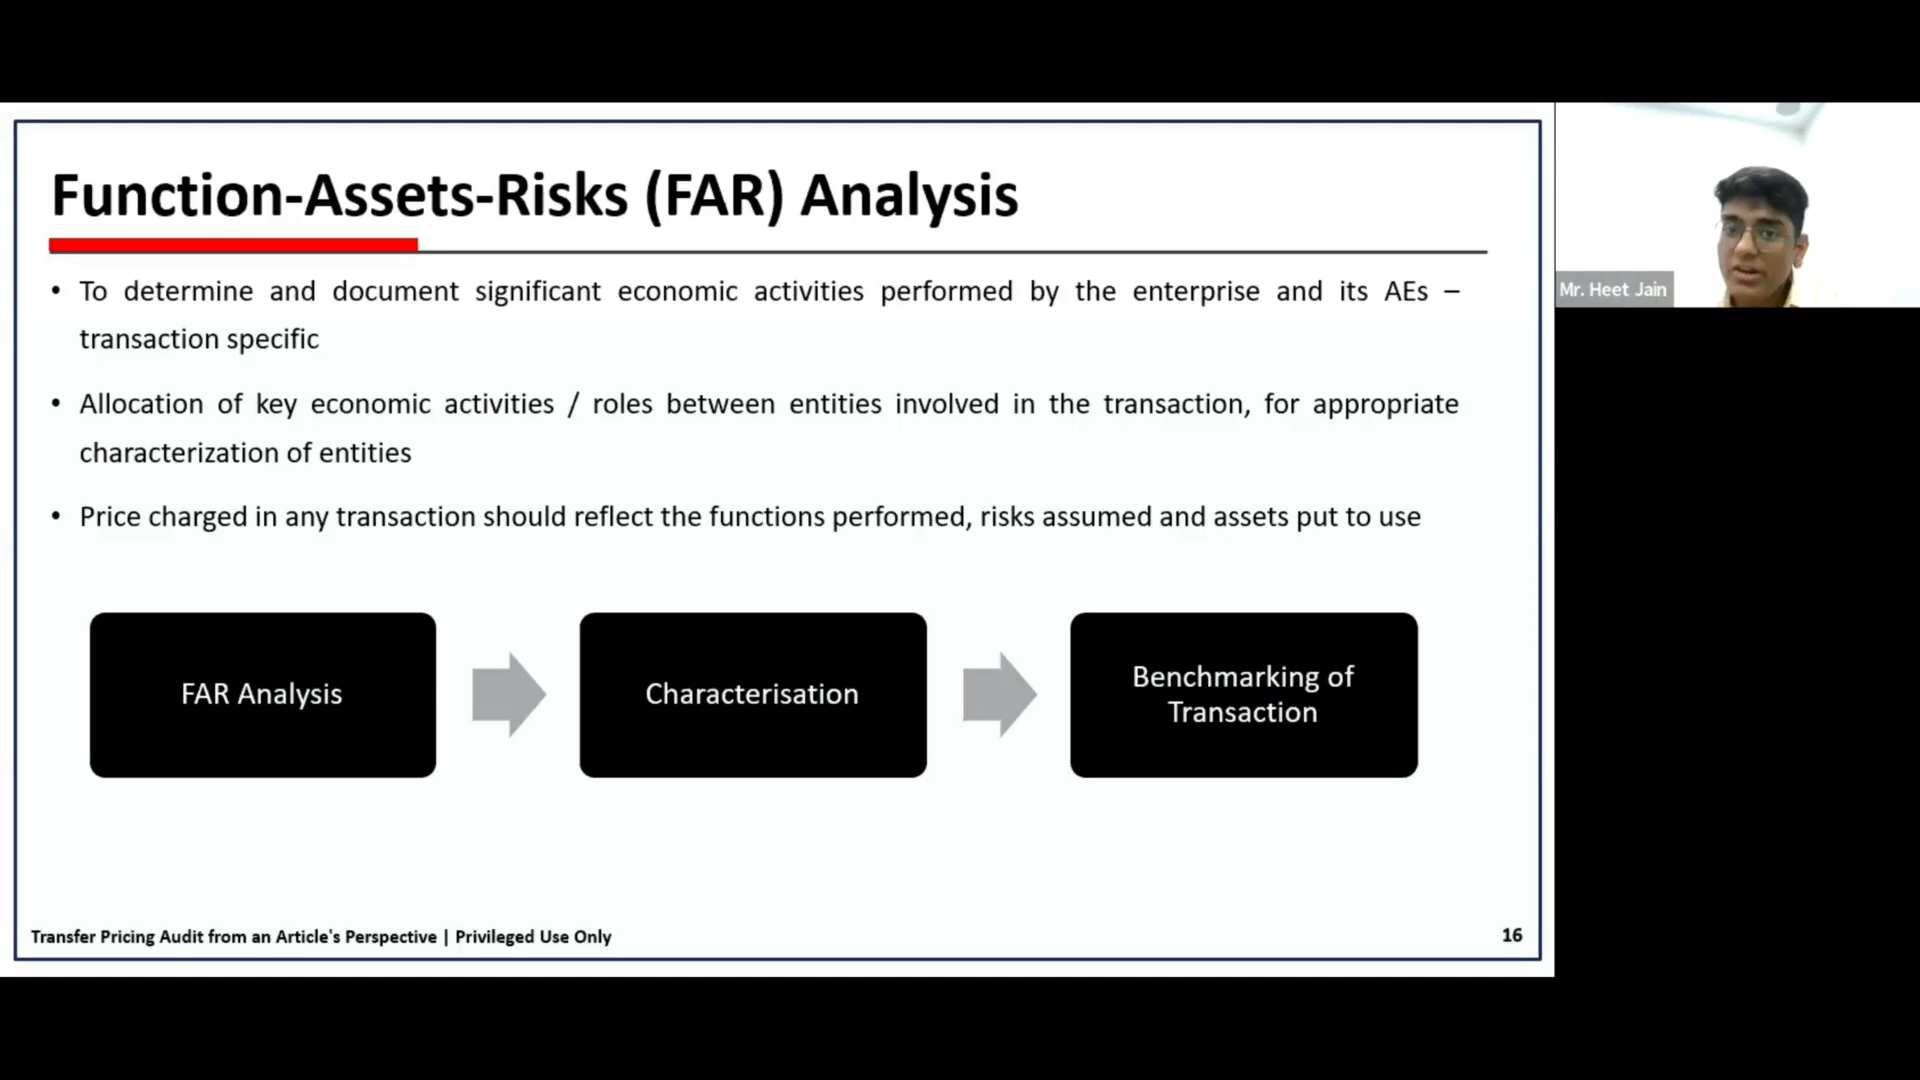 Function-Assets-Risks (FAR) Analysis
• To determine and document significant economic activities performed by the enterprise and its AEs –
transaction specific
• Allocation of key economic activities / roles between entities involved in the transaction, for appropriate
characterization of entities
• Price charged in any transaction should reflect the functions performed, risks assumed and assets put to use
FAR Analysis
Characterisation
Benchmarking of
Transaction
Transfer Pricing Audit from an Article's Perspective | Privileged Use Only
16
Mr. Heet Jain